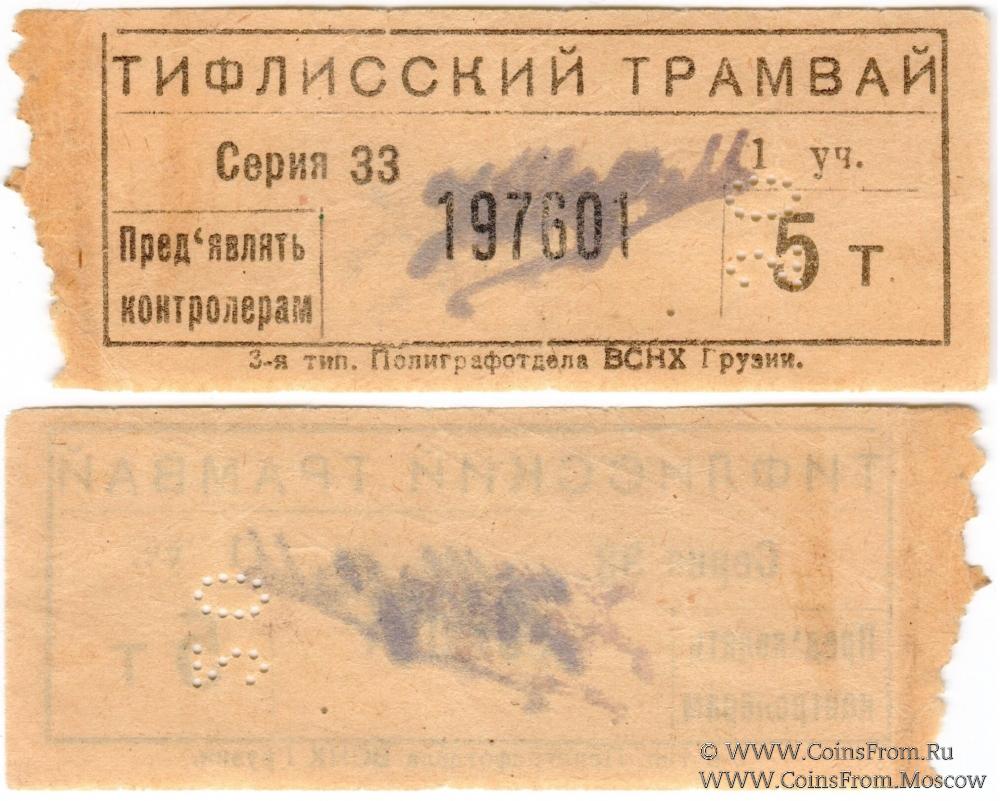 ТИФЛИССКИЙ ТРАМВАЙ
Серия 33
1 уч.
197601
5 т
Пред‘являть
контролерам
3-я тип. Полиграфотдела ВСНХ Грузии.
© WWW.CoinsFrom.Ru
WWW.CoinsFrom.Moscow